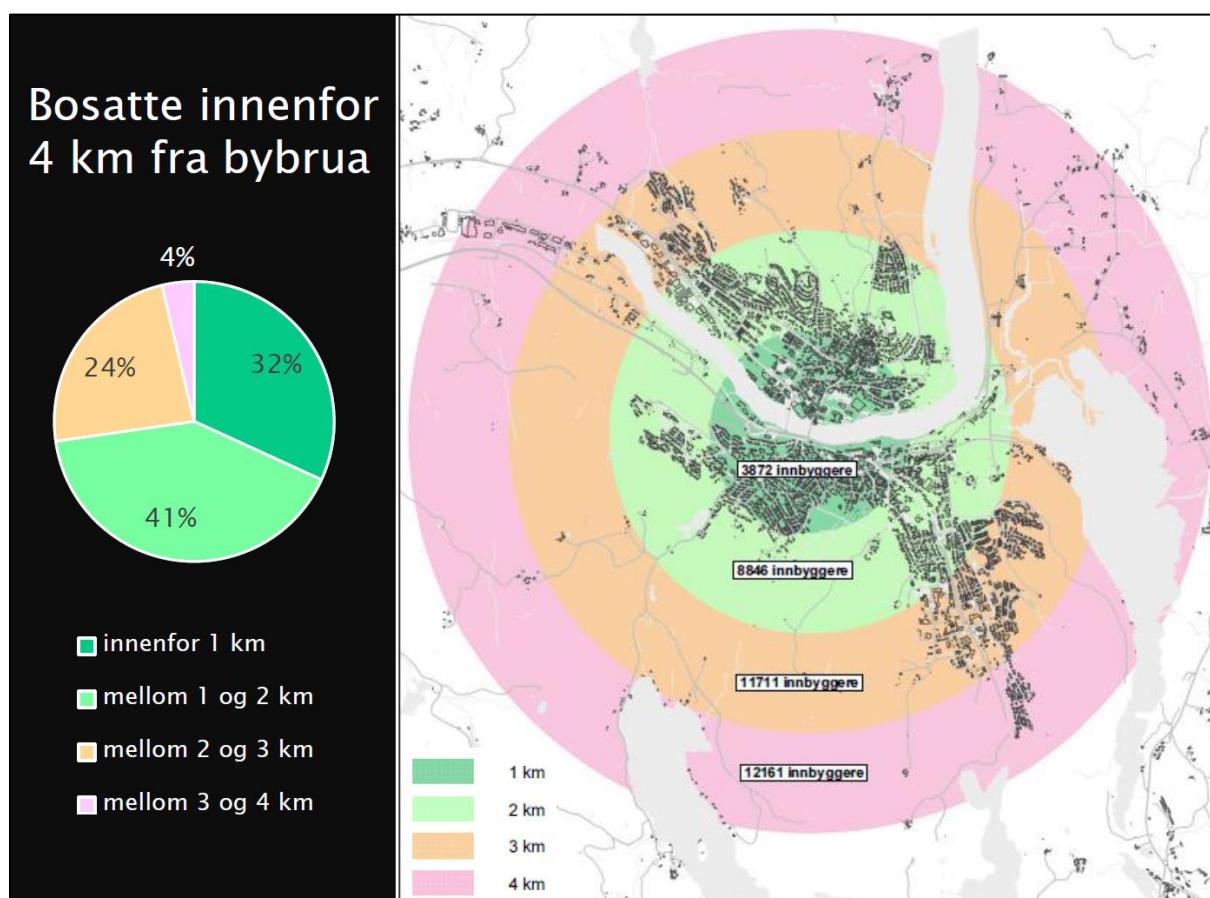 Bosatte innenfor
4 km fra bybrua
4%
32%
24%
41%
innenfor 1 km
mellom 1 og 2 km
mellom 2 og 3 km
mellom 3 og 4 km
3872 innbyggere
8846 innbyggere
11711 innbyggere
12161 innbyggere
1 km
2 km
3 km
4 km